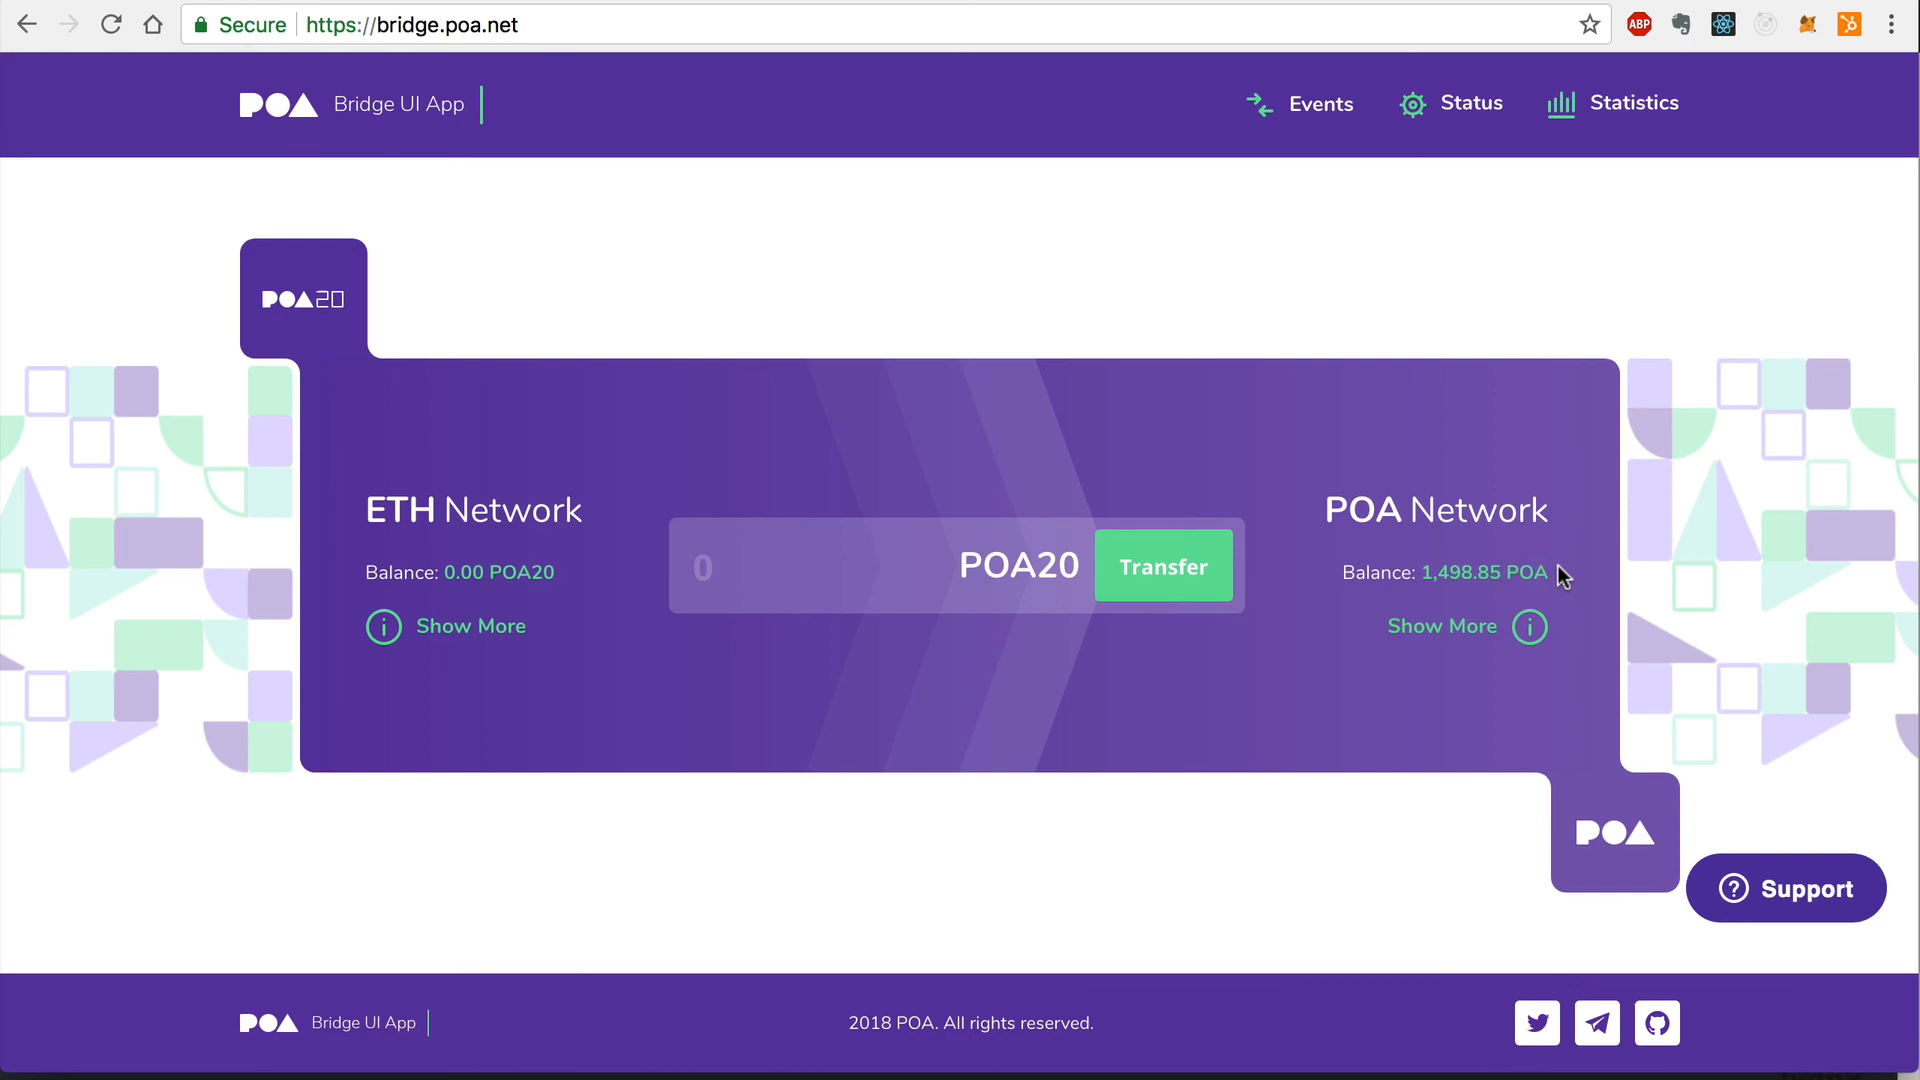 Secure https://bridge.poa.net
ABP
POA Bridge UI App
Events
Status
Statistics
POA20
ETH Network
Balance: 0.00 POA20
i Show More
0 POA20
Transfer
POA Network
Balance: 1,498.85 POA
Show More i
POA
? Support
POA Bridge UI App
2018 POA. All rights reserved.